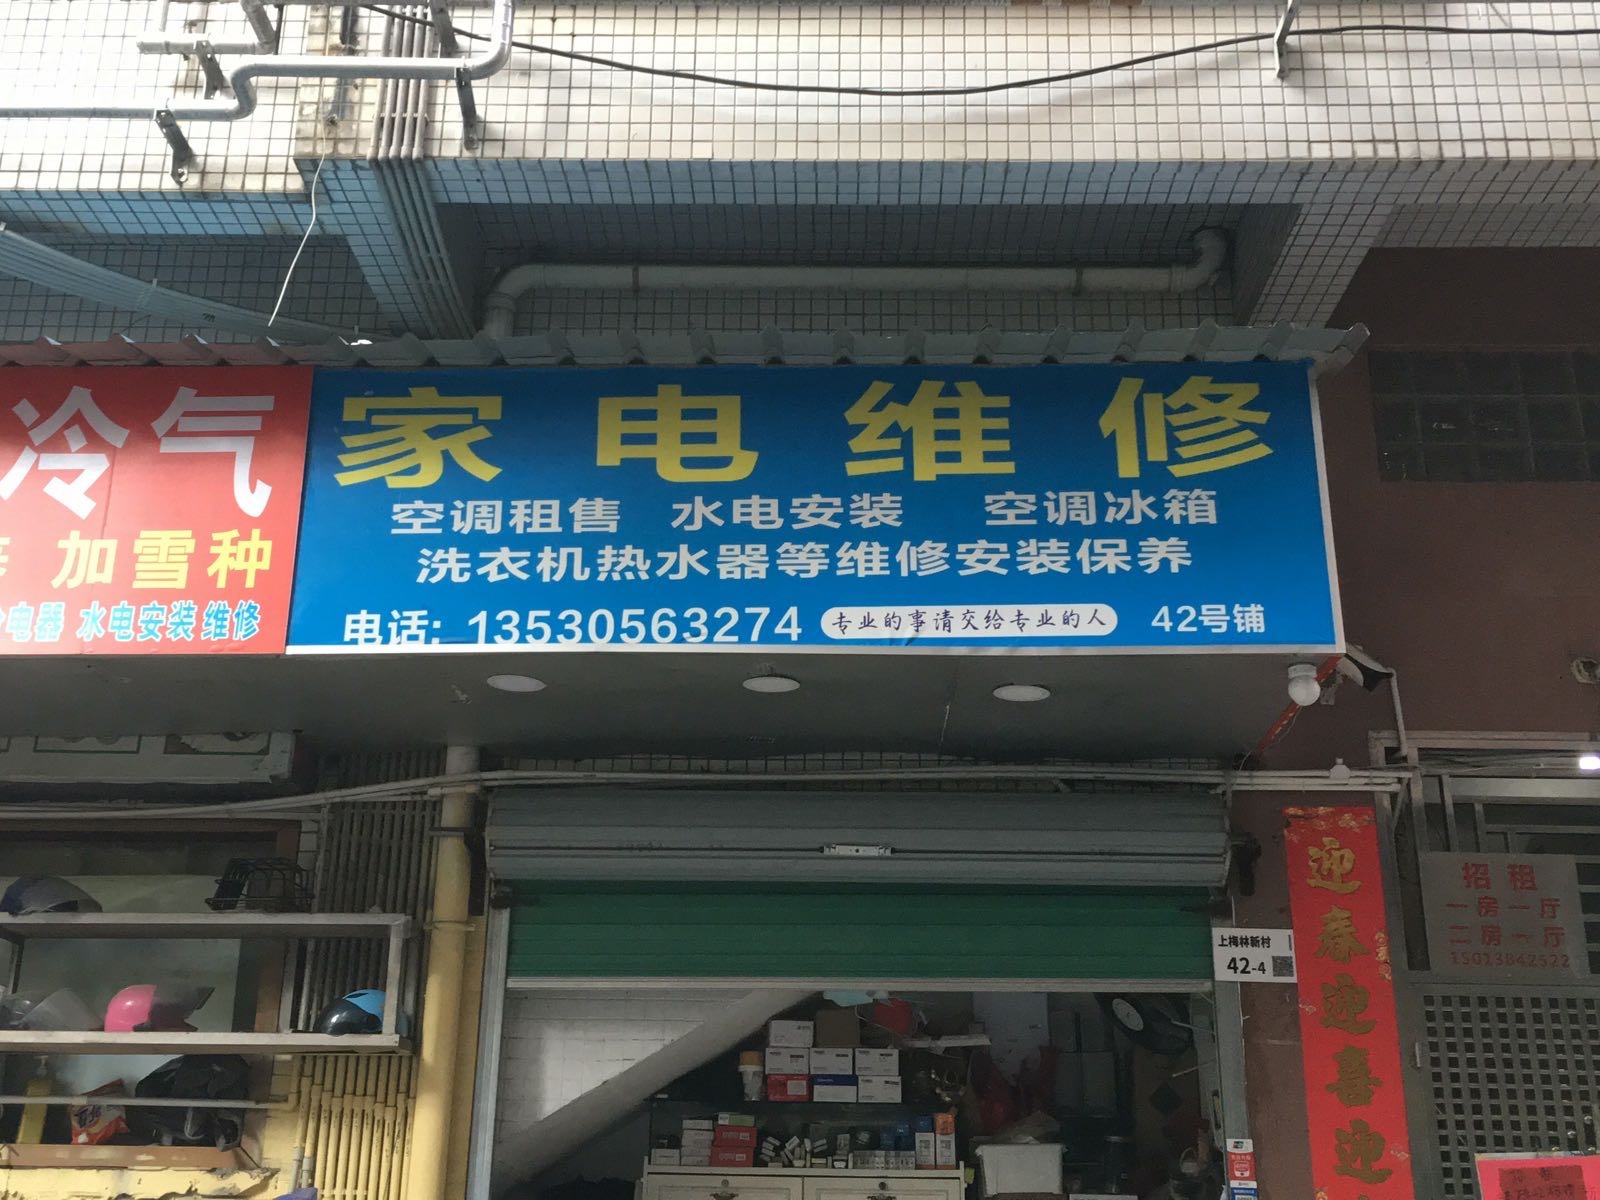 冷气
加雪种
电器 水电安装 维修
家电维修
空调租售 水电安装 空调冰箱
洗衣机热水器等维修安装保养
电话: 13530563274 专业的事请交给专业的人 42号铺
上梅林新村
42-4
迎春迎喜迎
招租
一房一厅
二房一厅
15013842522